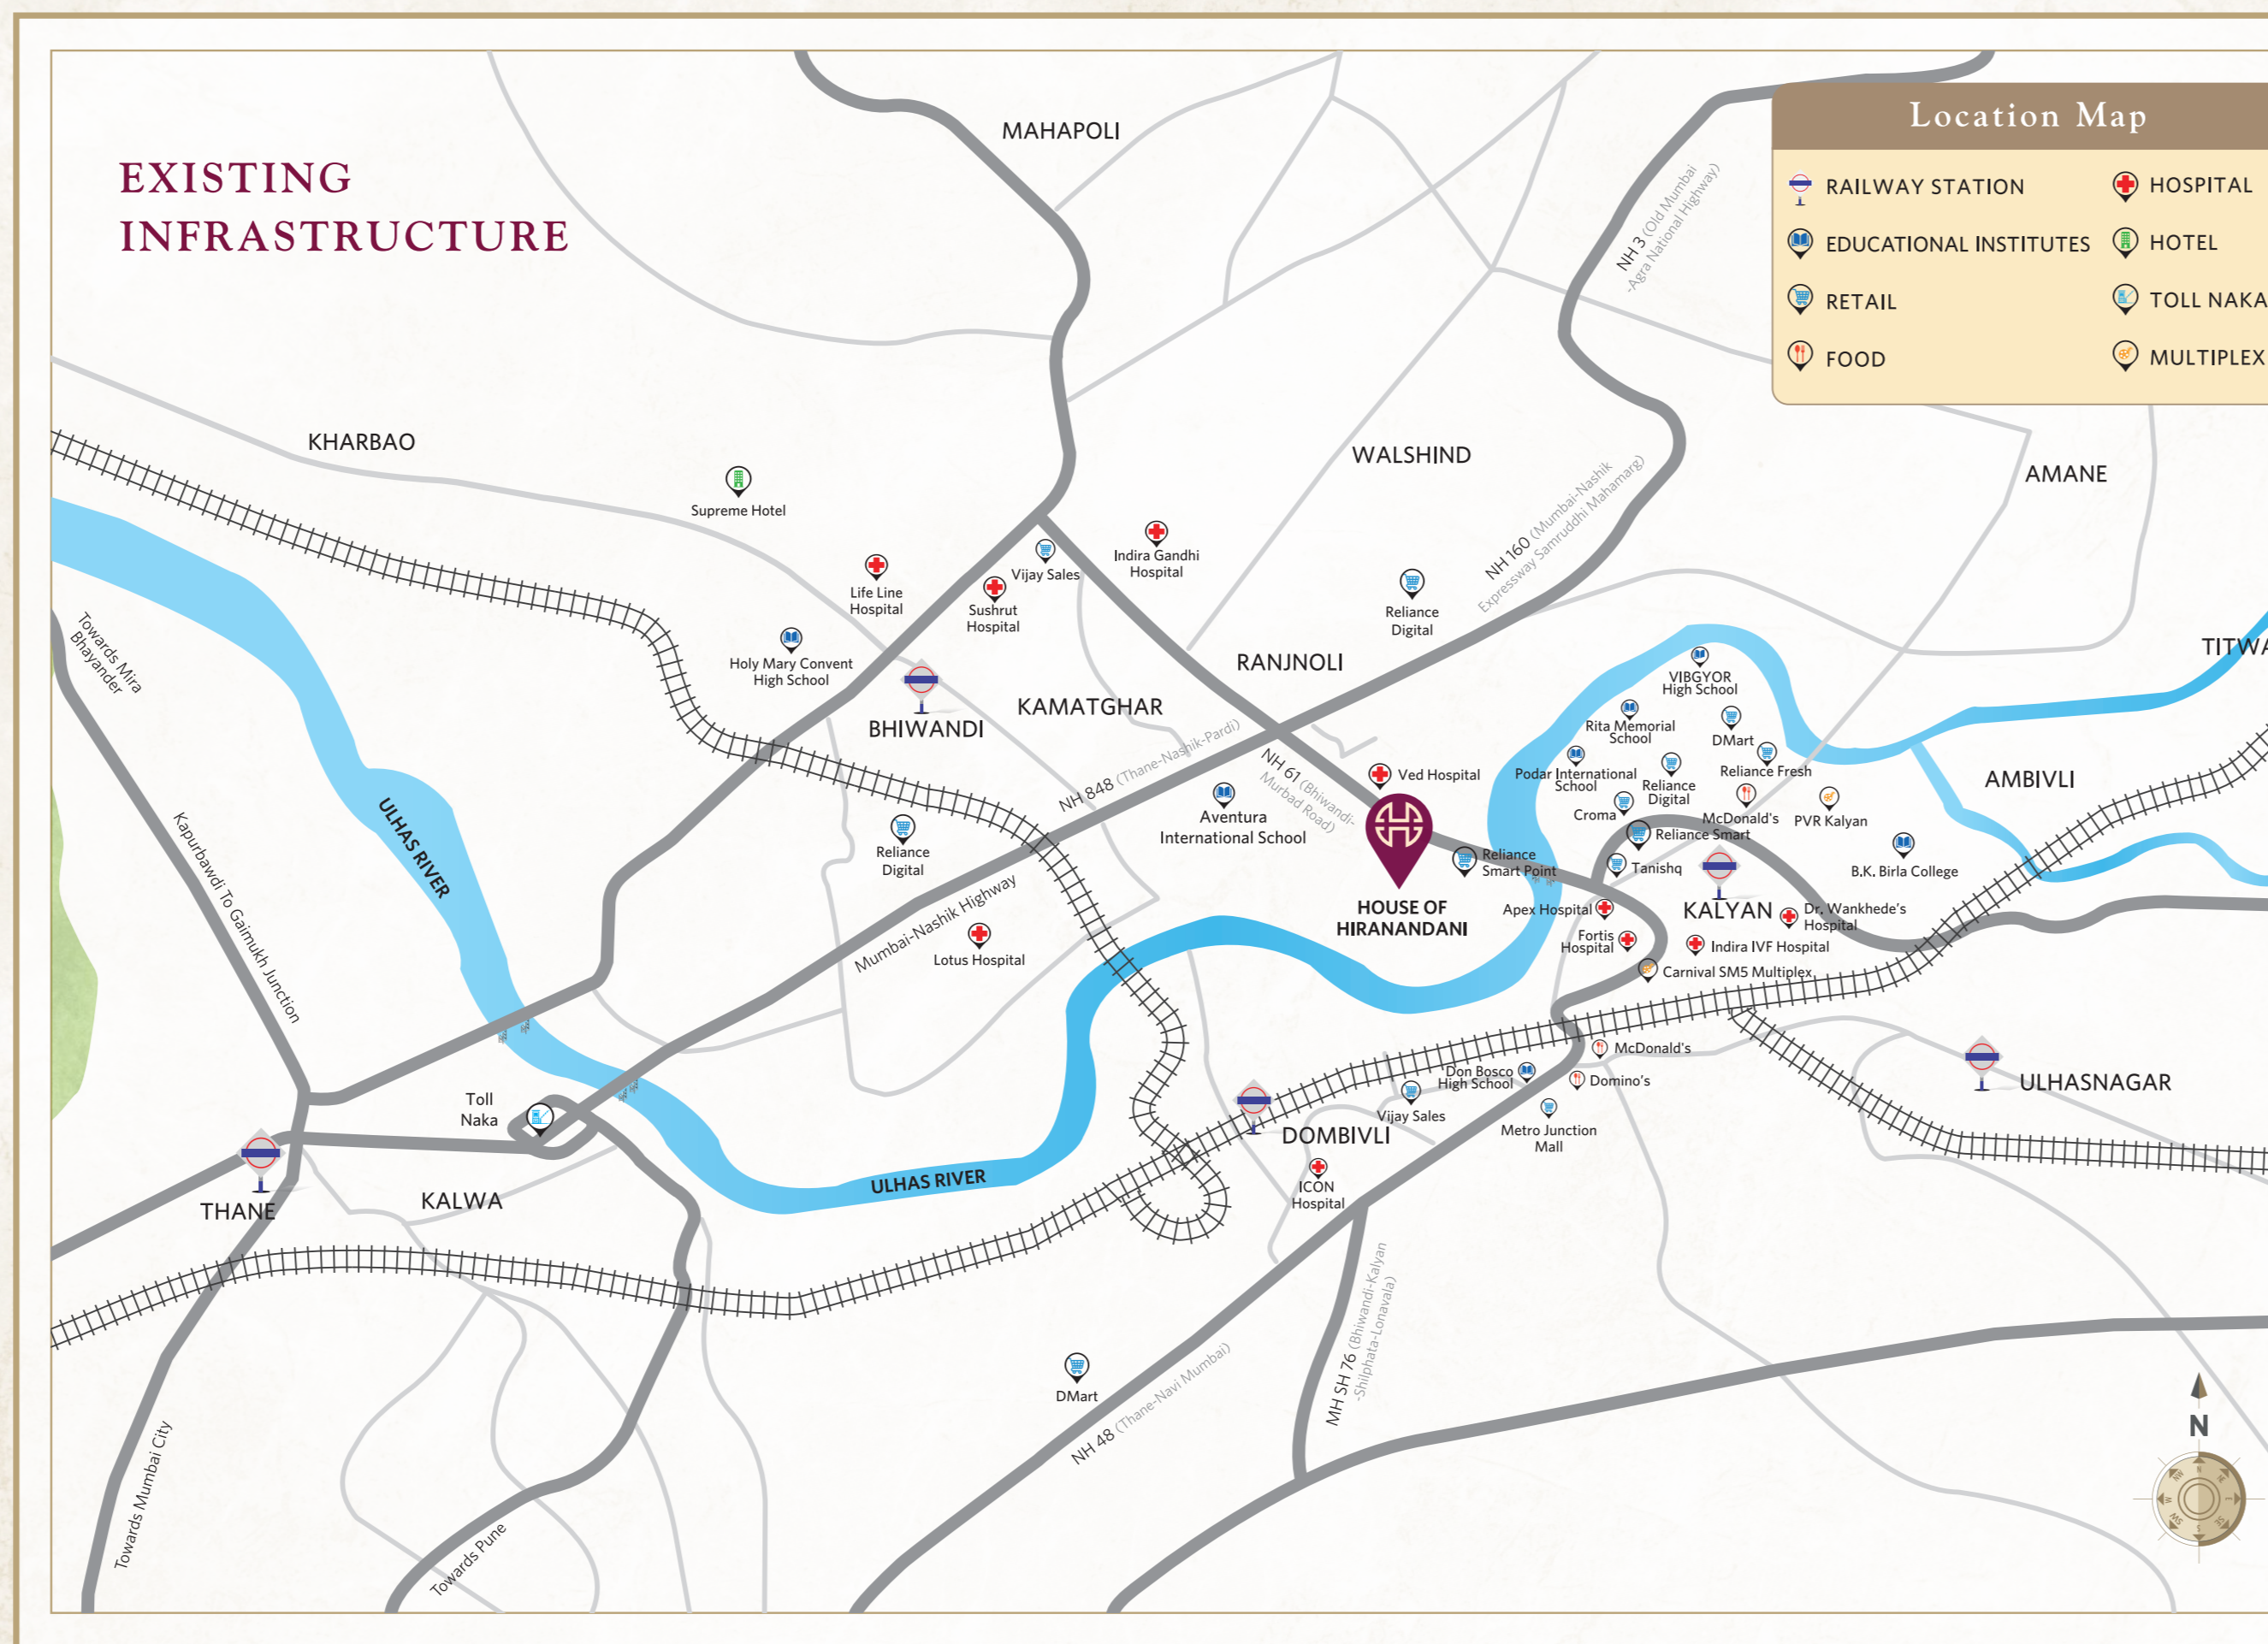 EXISTING
INFRASTRUCTURE
Location Map
RAILWAY STATION
HOSPITAL
EDUCATIONAL INSTITUTES
HOTEL
RETAIL
TOLL NAKA
FOOD
MULTIPLEX
MAHAPOLI
NH 3 (Old Mumbai
-Agra National Highway)
KHARBAO
WALSHIND
AMANE
Supreme Hotel
NH 160 (Mumbai-Nashik
Expressway Samruddhi Mahamarg)
Vijay Sales
Indira Gandhi
Hospital
Life Line
Hospital
Sushrut
Hospital
Reliance
Digital
Towards Mira
Bhayander
Holy Mary Convent
High School
RANJNOLI
TITWA
VIBGYOR
High School
BHIWANDI
KAMATGHAR
Rita Memorial
School
DMart
NH 848 (Thane-Nashik-Pardi)
NH 61 (Bhiwandi-
Murbad Road)
Ved Hospital
Podar International
School
Reliance
Digital
Reliance Fresh
AMBIVLI
ULHAS RIVER
Kapurbawdi To Gaimukh Junction
Aventura
International School
Croma
McDonald's
PVR Kalyan
Reliance Smart
Reliance
Digital
Reliance
Smart Point
Tanishq
B.K. Birla College
Mumbai-Nashik Highway
HOUSE OF
HIRANANDANI
Apex Hospital
KALYAN
Dr. Wankhede's
Hospital
Lotus Hospital
Fortis
Hospital
Indira IVF Hospital
Carnival SM5 Multiplex
McDonald's
Don Bosco
High School
Domino's
ULHASNAGAR
Toll
Naka
Vijay Sales
Metro Junction
Mall
DOMBIVLI
ULHAS RIVER
ICON
Hospital
THANE
KALWA
MH SH 76 (Bhiwandi-Kalyan
-Shilphata-Lonavala)
DMart
NH 48 (Thane-Navi Mumbai)
Towards Mumbai City
Towards Pune
N
N
NE
E
SE
S
SW
W
NW